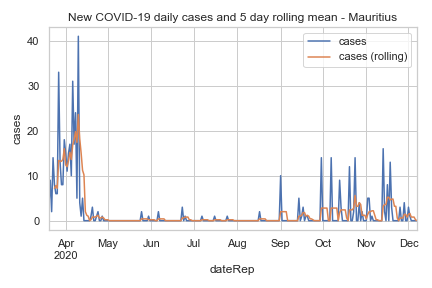 New COVID-19 daily cases and 5 day rolling mean - Mauritius
cases
cases (rolling)
40
30
20
10
0
cases
Apr May Jun Jul Aug Sep Oct Nov Dec
2020
dateRep